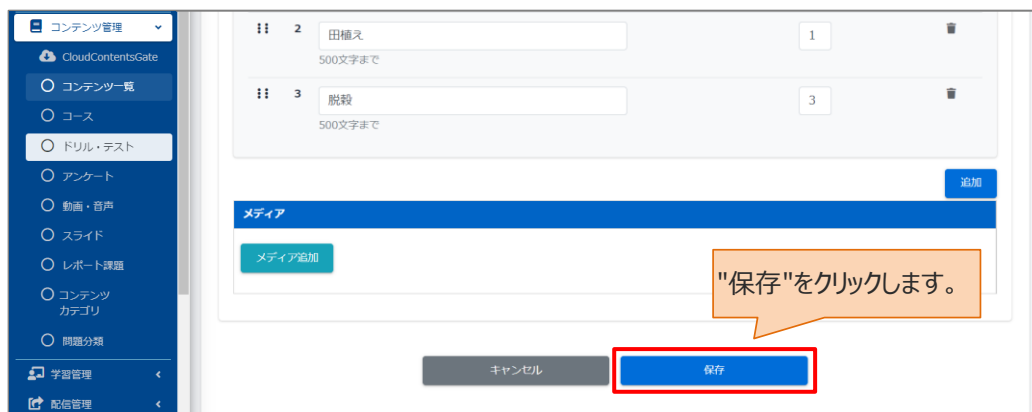 コンテンツ管理
CloudContentsGate
コンテンツ一覧
コース
ドリル・テスト
アンケート
動画・音声
スライド
レポート課題
コンテンツ
カテゴリ
問題分類
学習管理
配信管理
2 田植え 1
500文字まで
3 脱穀 3
500文字まで
追加
メディア
メディア追加
"保存"をクリックします。
キャンセル 保存